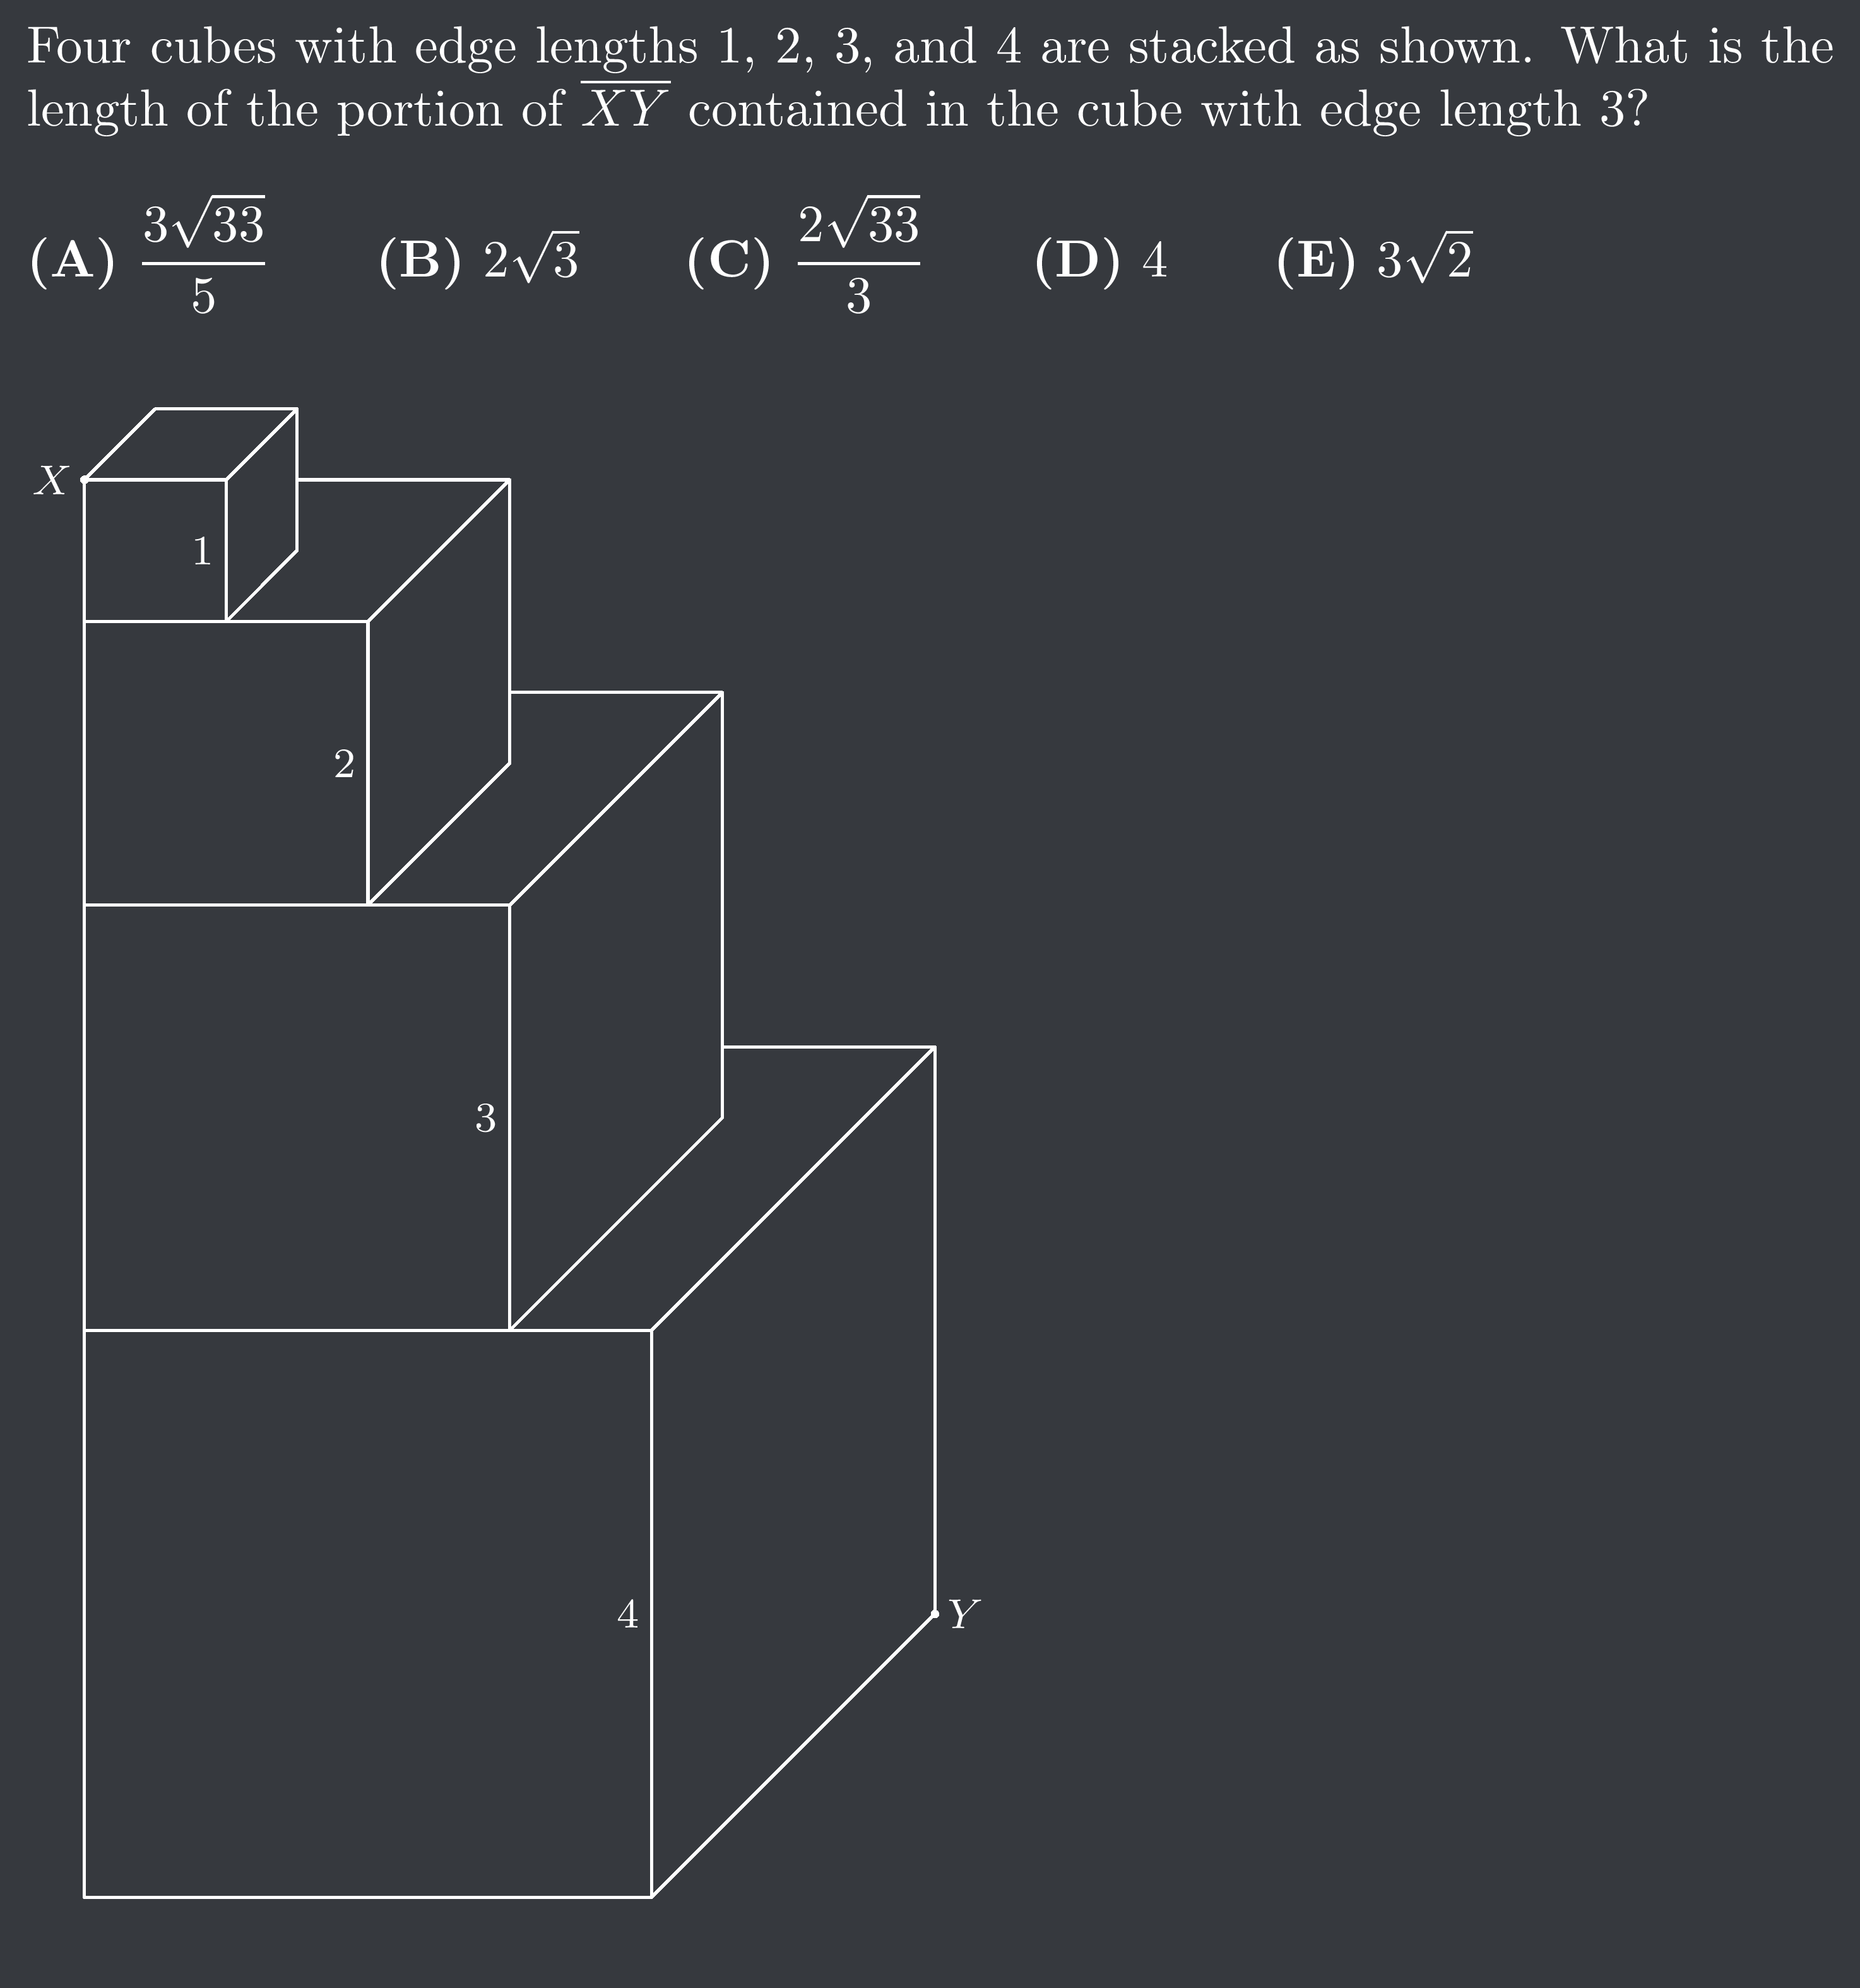 Four cubes with edge lengths 1, 2, 3, and 4 are stacked as shown. What is the
length of the portion of $\overline{XY}$ contained in the cube with edge length 3?
(A) $\frac{3\sqrt{33}}{5}$ (B) $2\sqrt{3}$ (C) $\frac{2\sqrt{33}}{3}$ (D) 4 (E) $3\sqrt{2}$
X
1
2
3
4
Y